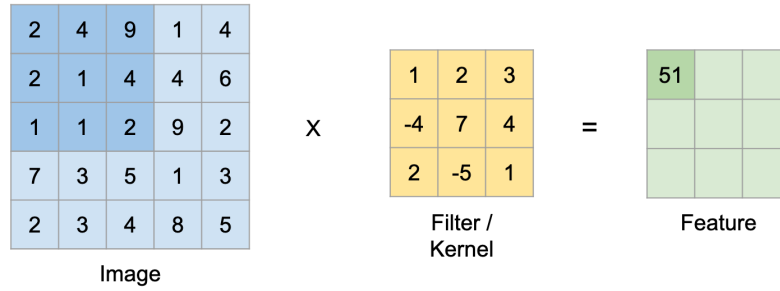 2 4 9 1 4
2 1 4 4 6
1 1 2 9 2
7 3 5 1 3
2 3 4 8 5
Image
X
1 2 3
-4 7 4
2 -5 1
Filter /
Kernel
=
51
Feature